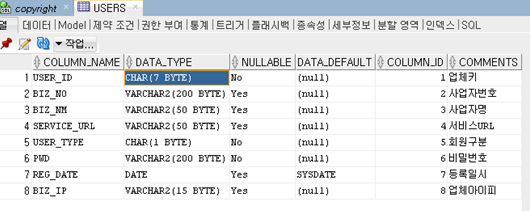 copyright USERS
데이터 Model 제약 조건 권한 부여 통계 트리거 플래시백 종속성 세부정보 분할 영역 인덱스 SQL
작업...
COLUMN_NAME DATA_TYPE NULLABLE DATA_DEFAULT COLUMN_ID COMMENTS
1 USER_ID CHAR(7 BYTE) No (null) 1 업체키
2 BIZ_NO VARCHAR2(200 BYTE) Yes (null) 2 사업자번호
3 BIZ_NM VARCHAR2(50 BYTE) Yes (null) 3 사업자명
4 SERVICE_URL VARCHAR2(50 BYTE) Yes (null) 4 서비스URL
5 USER_TYPE CHAR(1 BYTE) No (null) 5 회원구분
6 PWD VARCHAR2(200 BYTE) No (null) 6 비밀번호
7 REG_DATE DATE Yes SYSDATE 7 등록일시
8 BIZ_IP VARCHAR2(15 BYTE) Yes (null) 8 업체아이피